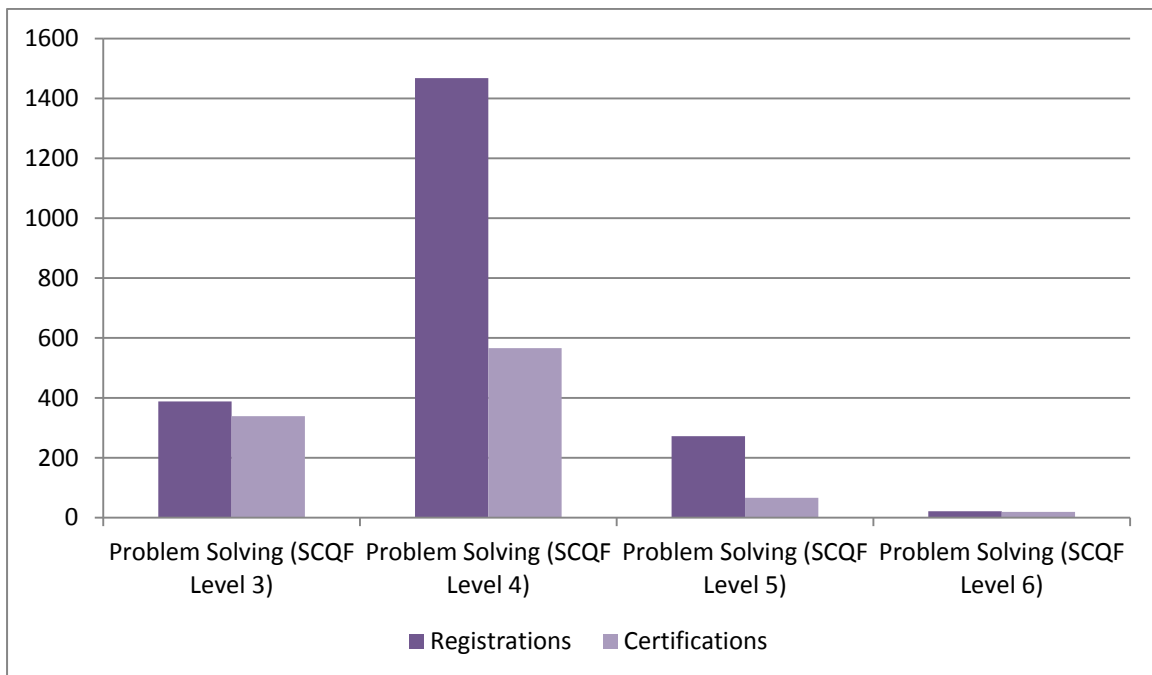 1600
1400
1200
1000
800
600
400
200
0
Problem Solving (SCQF Level 3)
Problem Solving (SCQF Level 4)
Problem Solving (SCQF Level 5)
Problem Solving (SCQF Level 6)
Registrations
Certifications